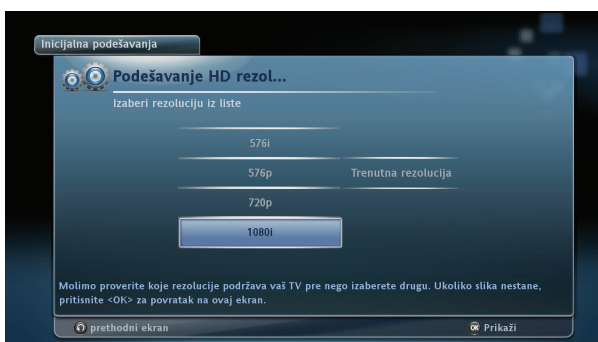 Inicijalna podešavanja
Podešavanje HD rezol...
Izaberi rezoluciju iz liste
576i
576p Trenutna rezolucija
720p
1080i
Molimo proverite koje rezolucije podržava vaš TV pre nego izaberete drugu. Ukoliko slika nestane,
pritisnite <OK> za povratak na ovaj ekran.
prethodni ekran OK Prikaži